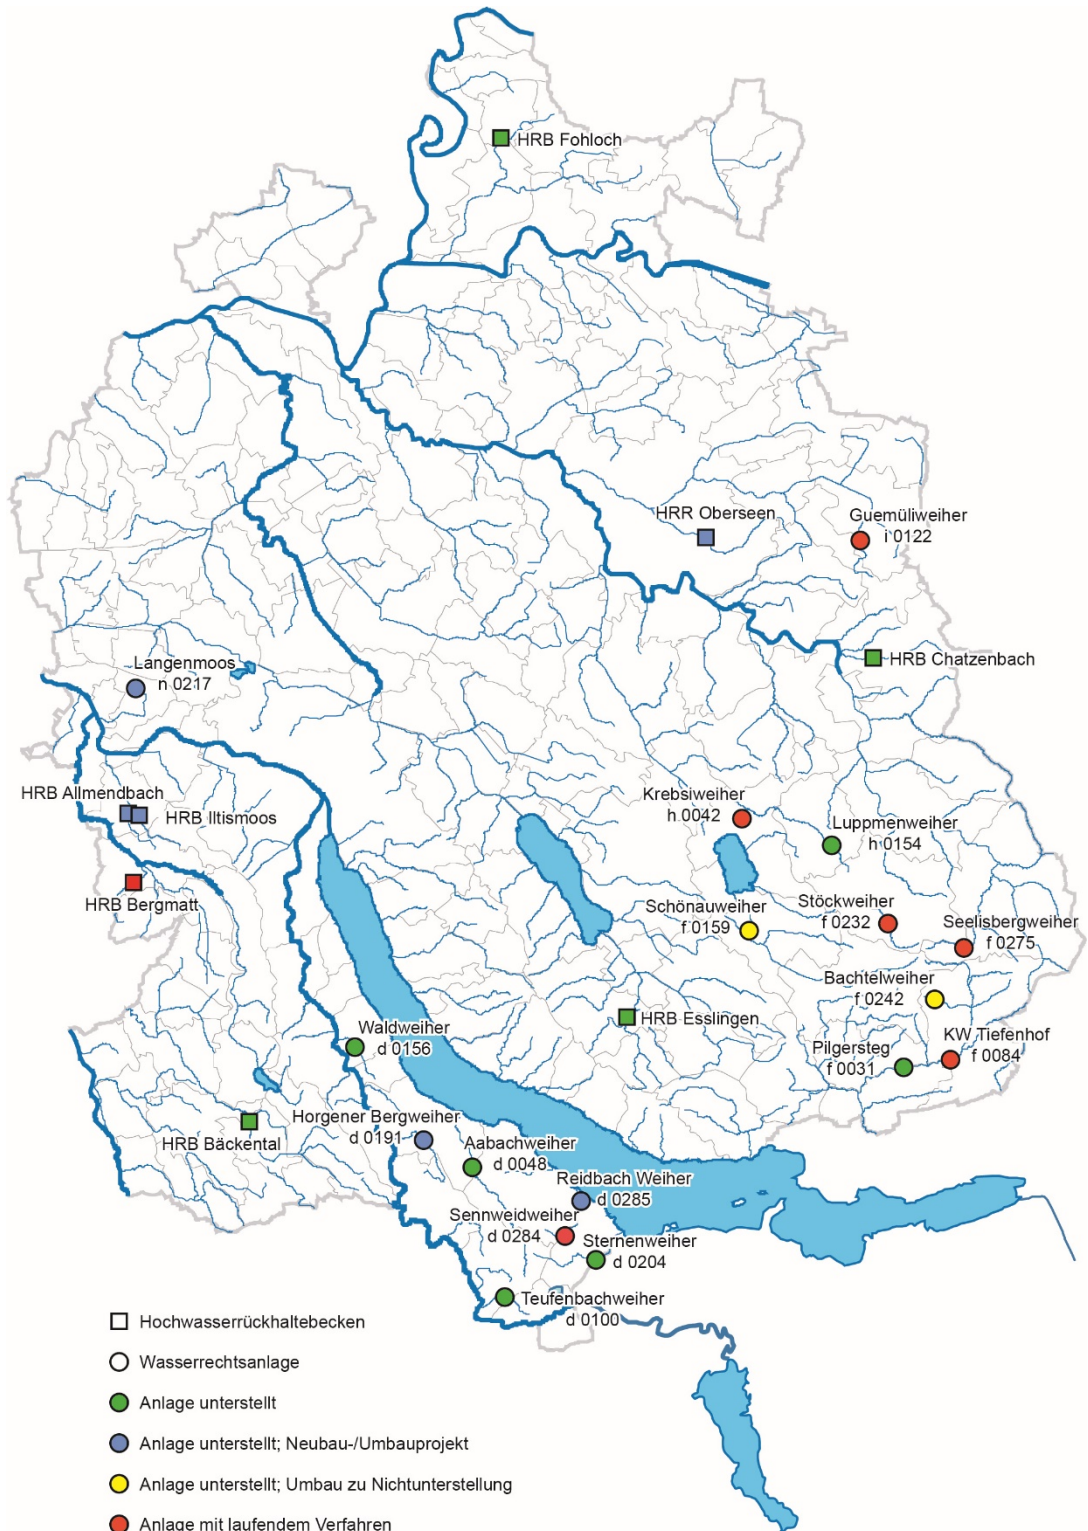 HRB Fohloch
HRR Oberseen
Guemüliweiher
i 0122
HRB Chatzenbach
Langenmoos
n 0217
HRB Allmendbach
HRB Iltismoos
Krebsiweiher
h 0042
Luppmenweiher
h 0154
HRB Bergmatt
Schönauweiher
f 0159
Stöckweiher
f 0232
Seelisbergweiher
f 0275
Bachtelweiher
f 0242
HRB Esslingen
Waldweiher
d 0156
KW Tiefenhof
f 0084
Pilgersteg
f 0031
Horgener Bergweiher
d 0191
HRB Bäckental
Aabachweiher
d 0048
Reidbach Weiher
d 0285
Sennweidweiher
d 0284
Sternenweiher
d 0204
Teufenbachweiher
d 0100
Hochwasserrückhaltebecken
Wasserrechtsanlage
Anlage unterstellt
Anlage unterstellt; Neubau-/Umbauprojekt
Anlage unterstellt; Umbau zu Nichtunterstellung
Anlage mit laufendem Verfahren